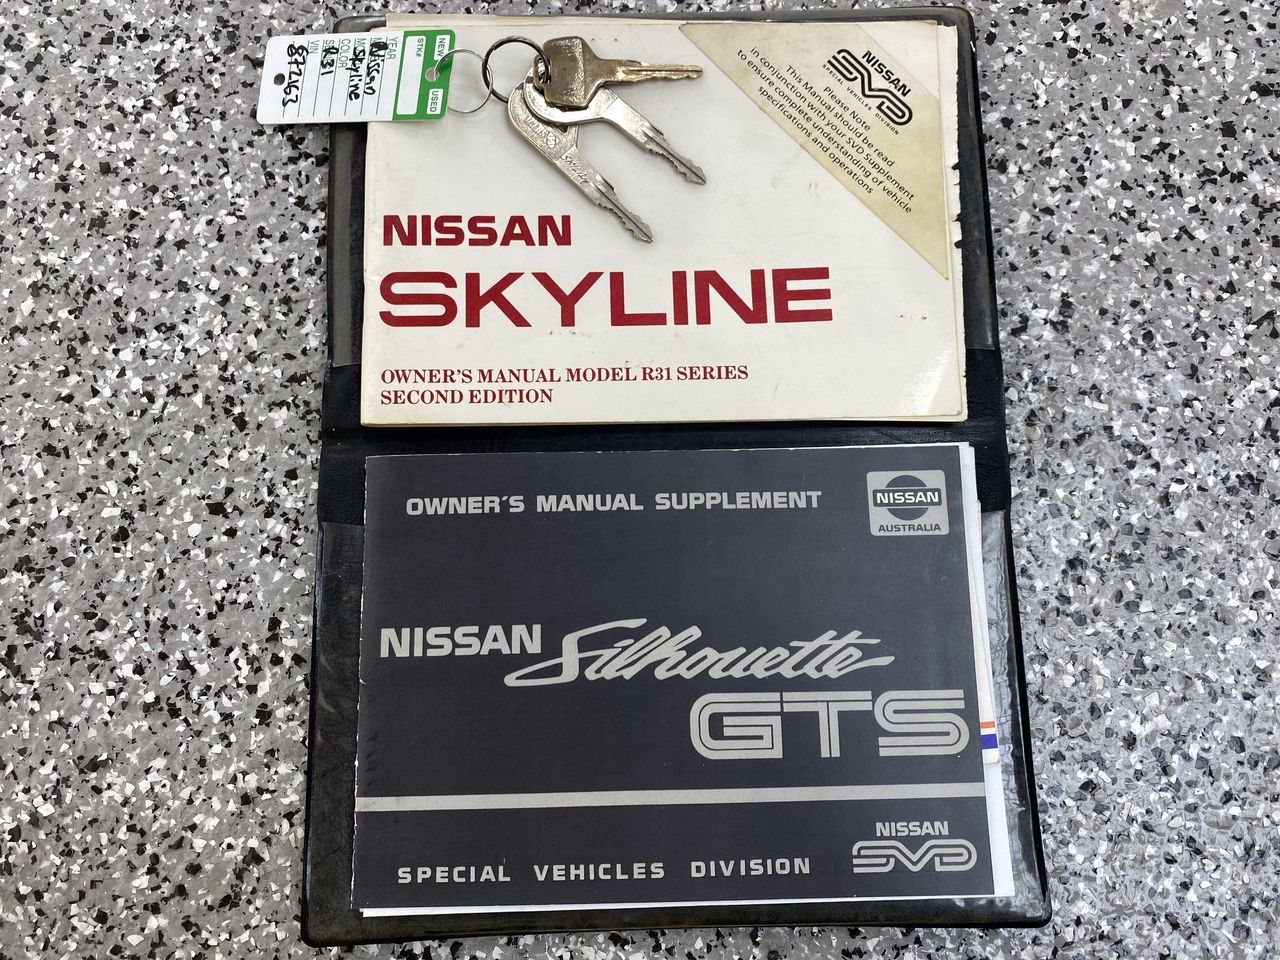 NEW
STK#
USED
YEAR
Nissan
Skyline
COLOR
R31
VIN
872763
NISSAN
SVD
SPECIAL VEHICLES DIVISION
Please Note
This Manual should be read
in conjunction with your SVD Supplement
to ensure complete understanding of vehicle
specifications and operations
NISSAN
SKYLINE
OWNER'S MANUAL MODEL R31 SERIES
SECOND EDITION
OWNER'S MANUAL SUPPLEMENT
NISSAN
AUSTRALIA
NISSAN Silhouette
GTS
SPECIAL VEHICLES DIVISION
NISSAN
SVD